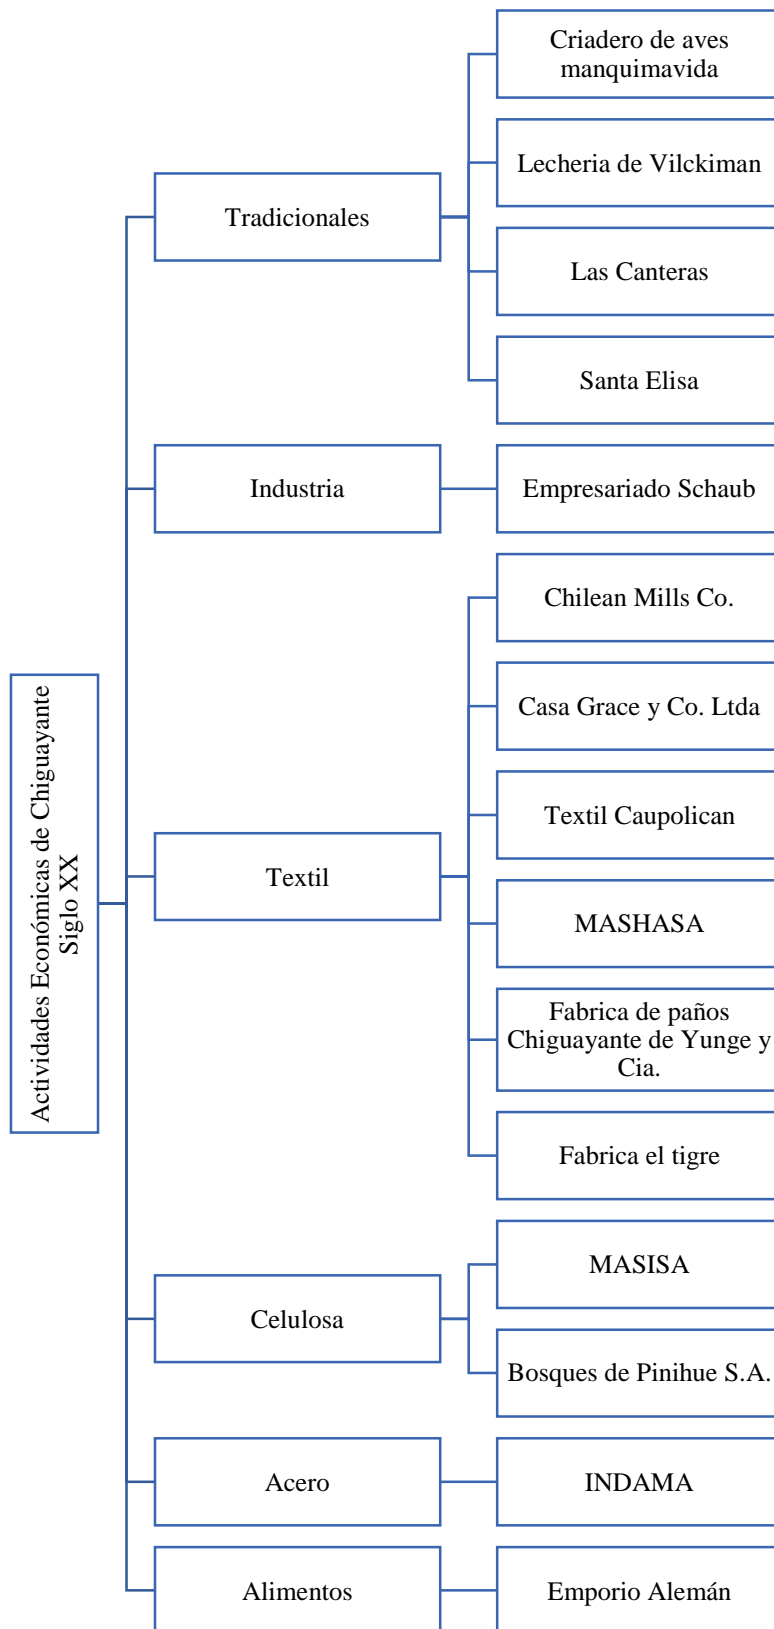 Actividades Económicas de Chiguayante
Siglo XX
Tradicionales
Criadero de aves
manquimavida
Lecheria de Vilckiman
Las Canteras
Santa Elisa
Industria
Empresariado Schaub
Textil
Chilean Mills Co.
Casa Grace y Co. Ltda
Textil Caupolican
MASHASA
Fabrica de paños
Chiguayante de Yunge y
Cia.
Fabrica el tigre
Celulosa
MASISA
Bosques de Pinihue S.A.
Acero
INDAMA
Alimentos
Emporio Alemán